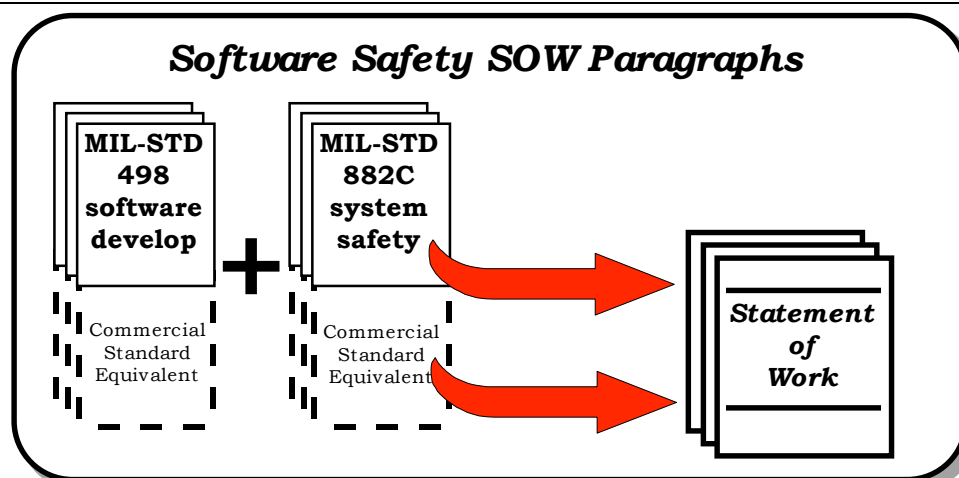 Software Safety SOW Paragraphs
MIL-STD
498
software
develop
+
MIL-STD
882C
system
safety
Commercial
Standard
Equivalent
Commercial
Standard
Equivalent
Statement
of
Work